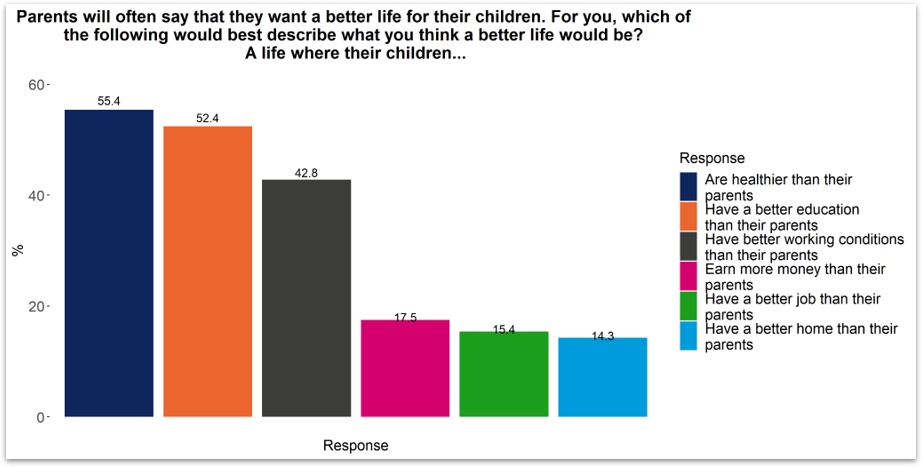 Parents will often say that they want a better life for their children. For you, which of
the following would best describe what you think a better life would be?
A life where their children...
60
40
20
0
%
55.4
52.4
42.8
17.5
15.4
14.3
Response
Response
Are healthier than their
parents
Have a better education
than their parents
Have better working conditions
than their parents
Earn more money than their
parents
Have a better job than their
parents
Have a better home than their
parents